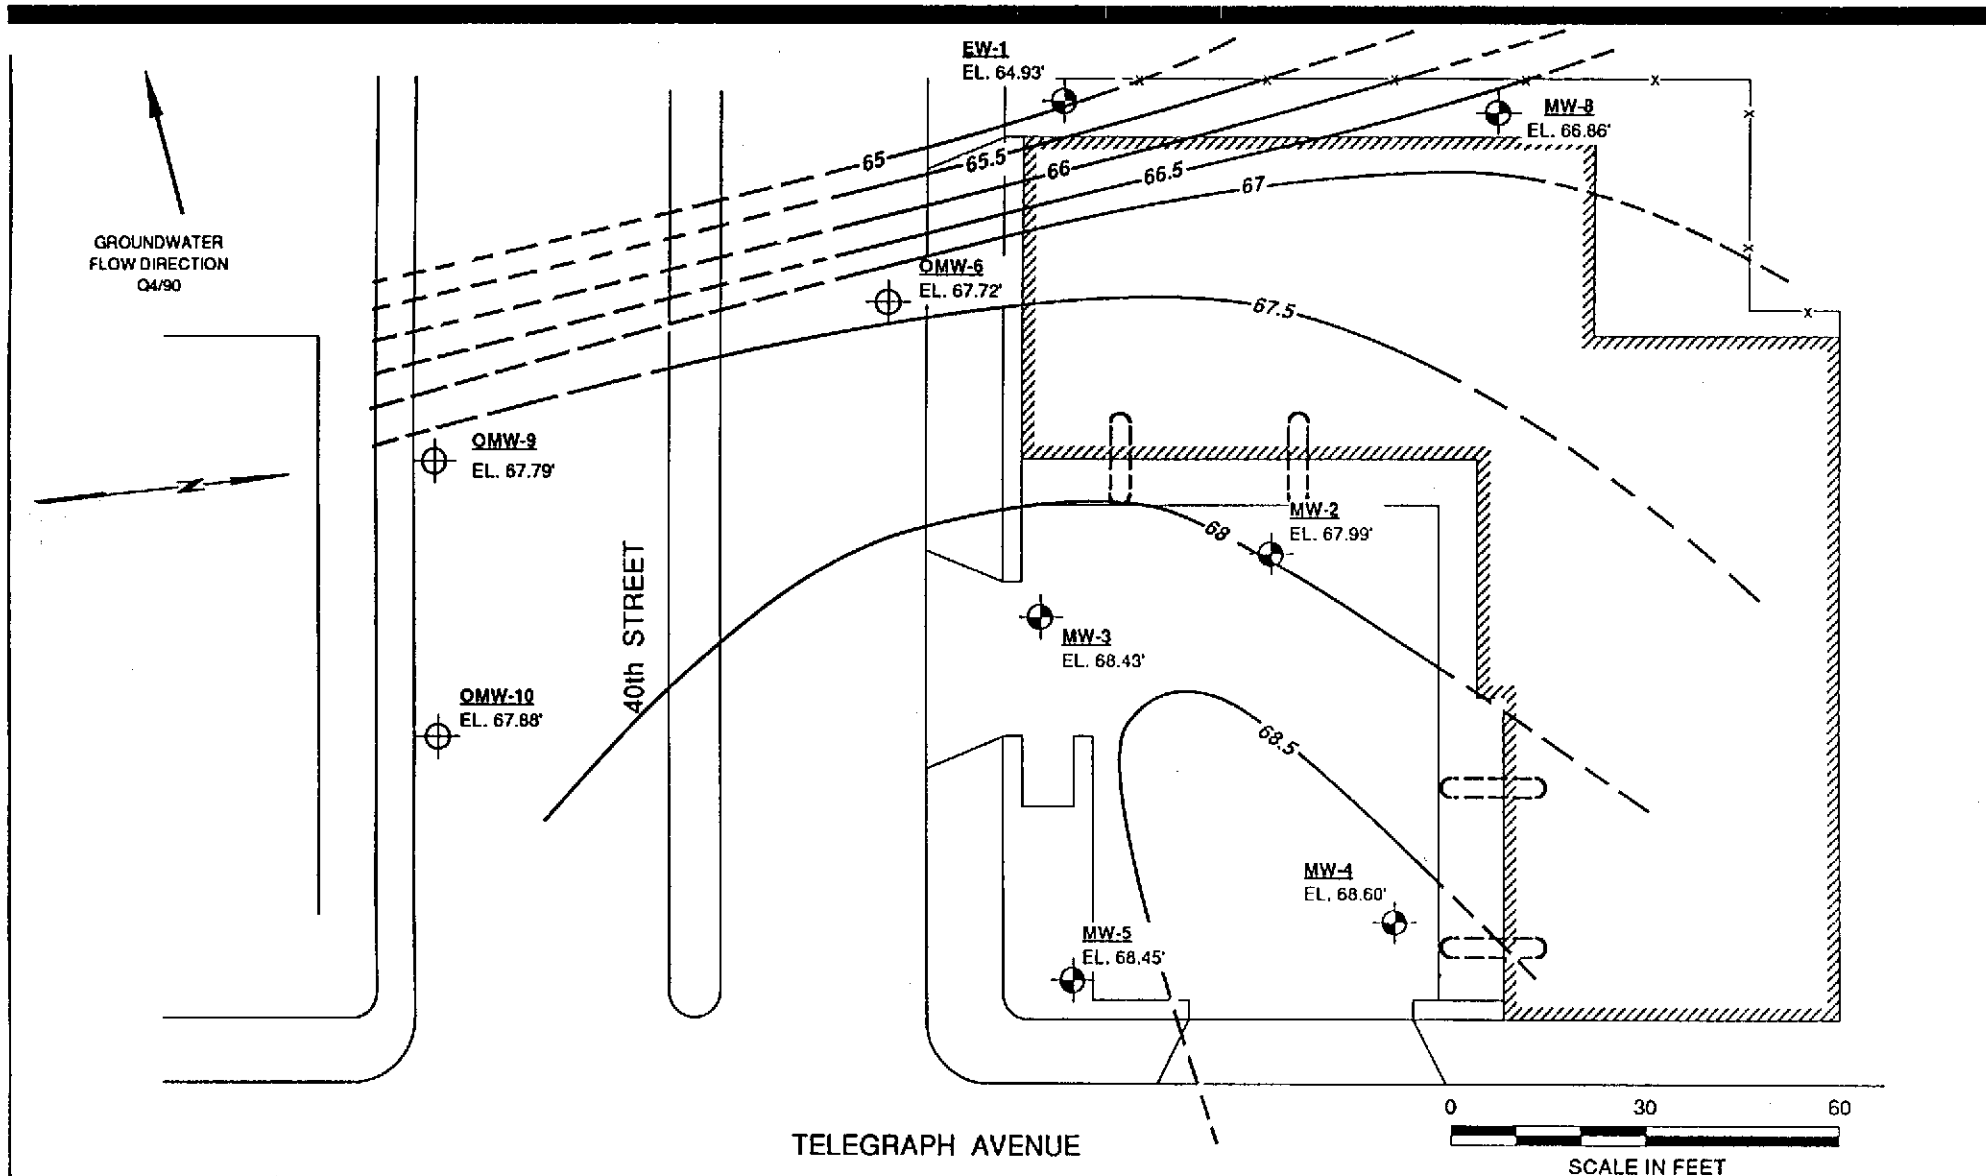 EW-1
EL. 64.93'
MW-8
EL. 66.86'
65
65.5
66
66.5
67
GROUNDWATER
FLOW DIRECTION
Q4/90
OMW-6
EL. 67.72'
67.5
OMW-9
EL. 67.79'
N
MW-2
EL. 67.99'
68
40th STREET
MW-3
EL. 68.43'
OMW-10
EL. 67.88'
68.5
MW-4
EL. 68.60'
MW-5
EL. 68.45'
0 30 60
TELEGRAPH AVENUE
SCALE IN FEET